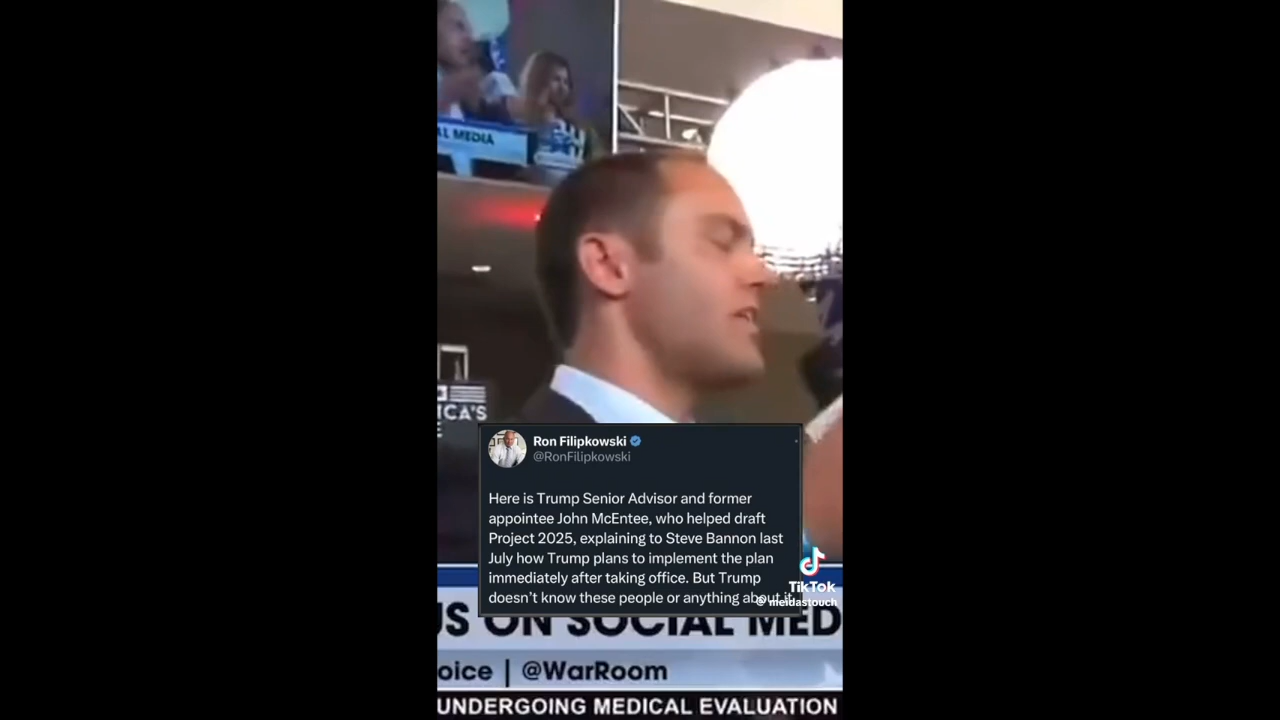 AL MEDIA
ICA'S
Ron Filipkowski
@RonFilipkowski
Here is Trump Senior Advisor and former
appointee John McEntee, who helped draft
Project 2025, explaining to Steve Bannon last
July how Trump plans to implement the plan
immediately after taking office. But Trump
doesn't know these people or anything about it.
TikTok
@meidastouch
US ON SOCIAL MED
oice | @WarRoom
UNDERGOING MEDICAL EVALUATION